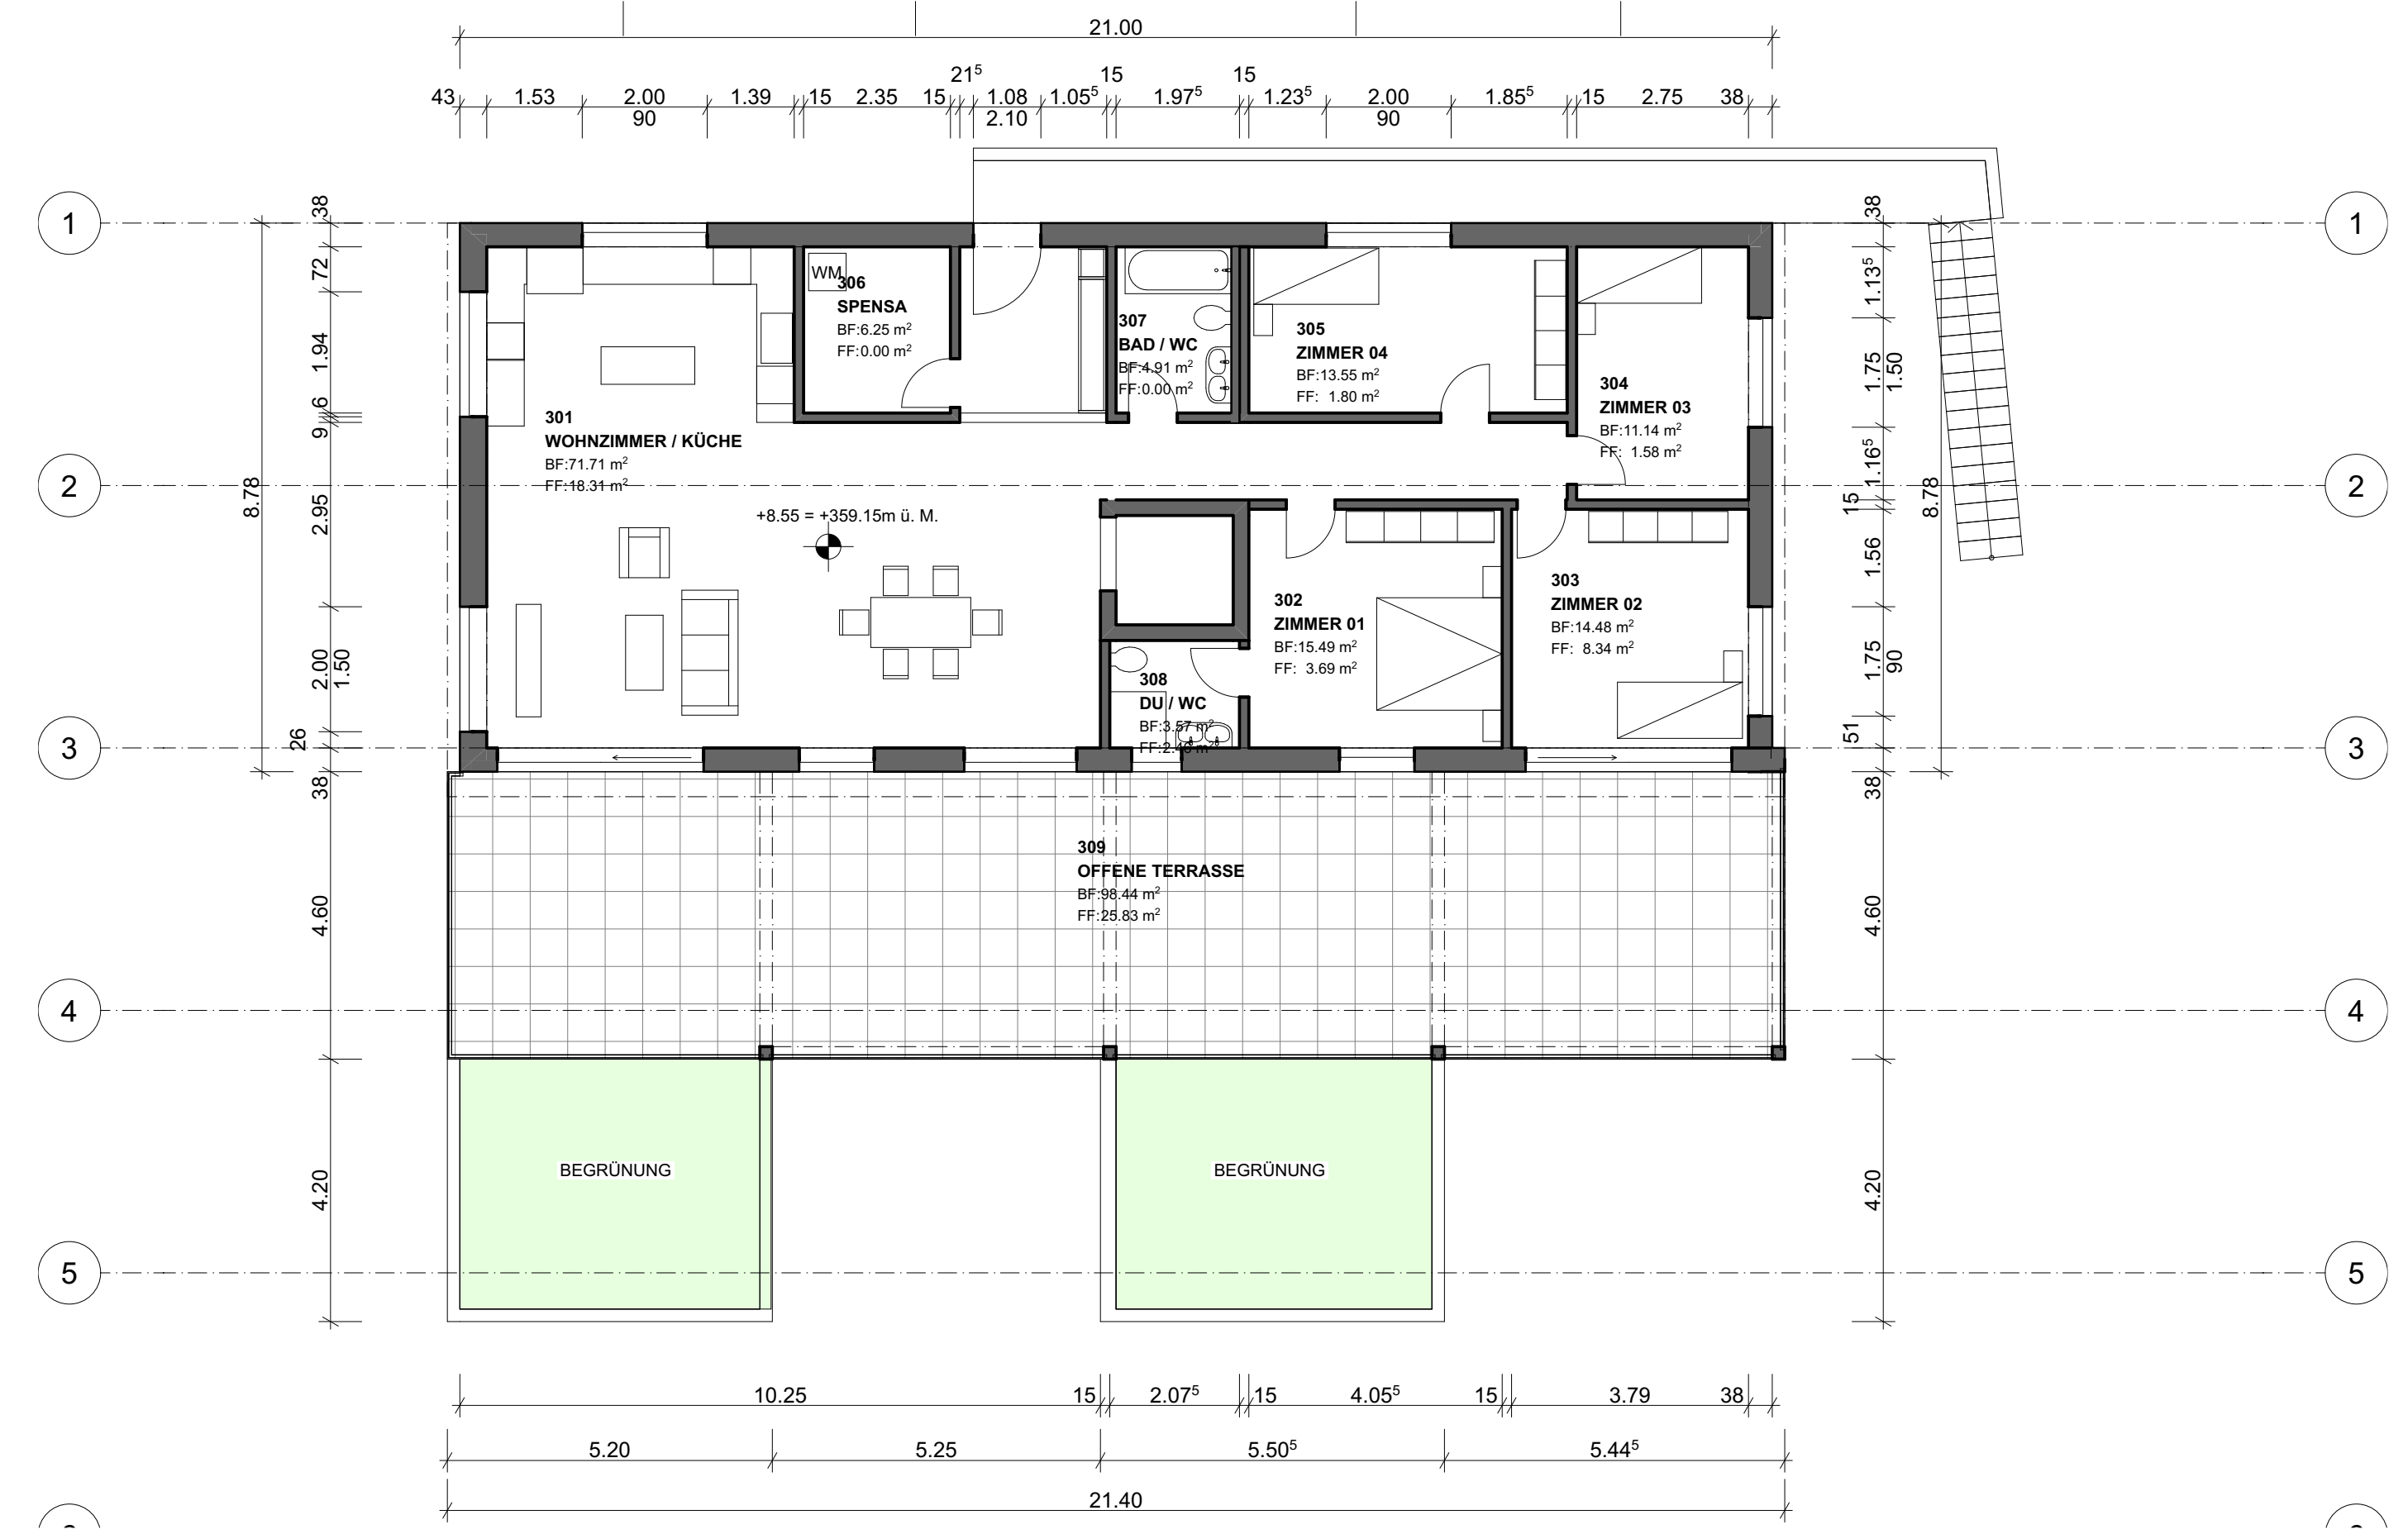 21.00
21⁵ 15 15
43 1.53 2.00 1.39 15 2.35 15 1.08 1.05⁵ 1.97⁵ 1.23⁵ 2.00 1.85⁵ 15 2.75 38
90 2.10 90
1
1
38
72
1.94
6
9
2.95
2.00
1.50
26
38
4.60
4.20
8.78
38
1.13⁵
1.75
1.50
1.16⁵
15
1.56
1.75
90
51
38
4.60
4.20
8.78
WM
306
SPENSA
BF:6.25 m²
FF:0.00 m²
307
BAD / WC
BF:4.91 m²
FF:0.00 m²
305
ZIMMER 04
BF:13.55 m²
FF: 1.80 m²
304
ZIMMER 03
BF:11.14 m²
FF: 1.58 m²
301
WOHNZIMMER / KÜCHE
BF:71.71 m²
FF:18.31 m²
2
2
+8.55 = +359.15m ü. M.
302
ZIMMER 01
BF:15.49 m²
FF: 3.69 m²
303
ZIMMER 02
BF:14.48 m²
FF: 8.34 m²
308
DU / WC
BF:3.57 m²
3
3
309
OFFENE TERRASSE
BF:98.44 m²
FF:25.83 m²
4
4
BEGRÜNUNG
BEGRÜNUNG
5
5
10.25 15 2.07⁵ 15 4.05⁵ 15 3.79 38
5.20 5.25 5.50⁵ 5.44⁵
21.40